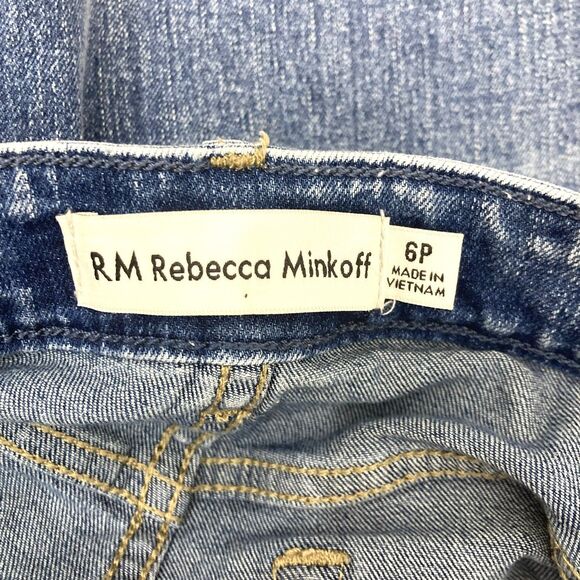 RM Rebecca Minkoff
6P
MADE IN
VIETNAM